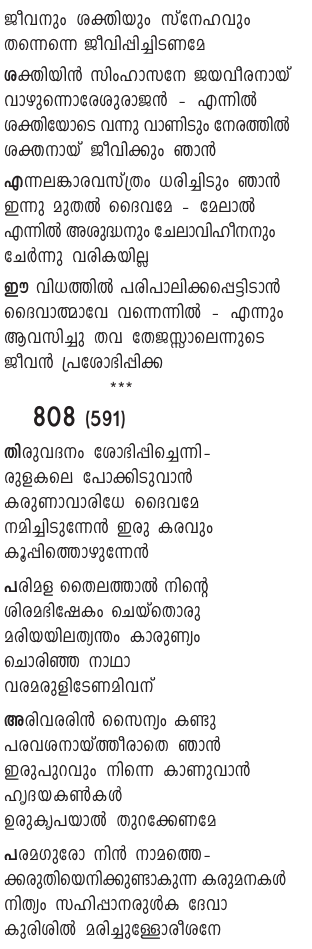 ജീവനും ശക്തിയും സ്നേഹവും
തന്നെന്നെ ജീവിപ്പിച്ചിടണമേ
ശക്തിയിൻ സിംഹാസനേ ജയവീരനായ്
വാഴുന്നൊരേശുരാജൻ - എന്നിൽ
ശക്തിയോടെ വന്നു വാണിടും നേരത്തിൽ
ശക്തനായ് ജീവിക്കും ഞാൻ
എന്നലങ്കാരവസ്ത്രം ധരിച്ചിടും ഞാൻ
ഇന്നു മുതൽ ദൈവമേ - മേലാൽ
എന്നിൽ അശുദ്ധനും ചേലാവിഹീനനും
ചേർന്നു വരികയില്ല
ഈ വിധത്തിൽ പരിപാലിക്കപ്പെട്ടിടാൻ
ദൈവാത്മാവേ വന്നെന്നിൽ - എന്നും
ആവസിച്ചു തവ തേജസ്സാലെന്നുടെ
ജീവൻ പ്രശോഭിപ്പിക്ക
***
808 (591)
തിരുവദനം ശോഭിപ്പിച്ചെന്നി-
രുളകലെ പോക്കിടുവാൻ
കരുണാവാരിധേ ദൈവമേ
നമിച്ചിടുന്നേൻ ഇരു കരവും
കൂപ്പിത്തൊഴുന്നേൻ
പരിമള തൈലത്താൽ നിന്റെ
ശിരമഭിഷേകം ചെയ്തൊരു
മരിയയിലത്യന്തം കാരുണ്യം
ചൊരിഞ്ഞ നാഥാ
വരമരുളിടേണമിവന്
അരിവരരിൻ സൈന്യം കണ്ടു
പരവശനായ്ത്തീരാതെ ഞാൻ
ഇരുപുറവും നിന്നെ കാണുവാൻ
ഹൃദയകൺകൾ
ഉരുകൃപയാൽ തുറക്കേണമേ
പരമഗുരോ നിൻ നാമത്തെ-
ക്കരുതിയെനിക്കുണ്ടാകുന്ന കഠുമനകൾ
നിത്യം സഹിപ്പാനരുൾക ദേവാ
കുരിശിൽ മരിച്ചുള്ളോരീശനേ